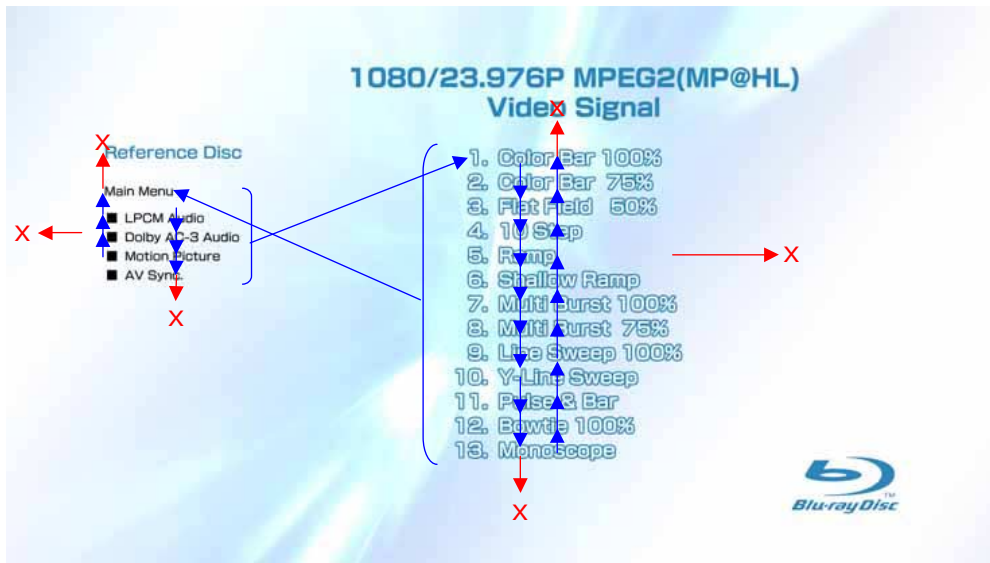 1080/23.976P MPEG2(MP@HL)
Video Signal
X
X
Reference Disc
Main Menu
■ LPCM Audio
■ Dolby AC-3 Audio
■ Motion Picture
■ AV Sync.
X
X
1. Color Bar 100%
2. Color Bar 75%
3. Flat Field 50%
4. 10 Step
5. Ramp
6. Shallow Ramp
7. Multi Burst 100%
8. Multi Burst 75%
9. Line Sweep 100%
10. Y-Line Sweep
11. Pulse & Bar
12. Bowtie 100%
13. Monoscope
X
X
Blu-ray Disc™